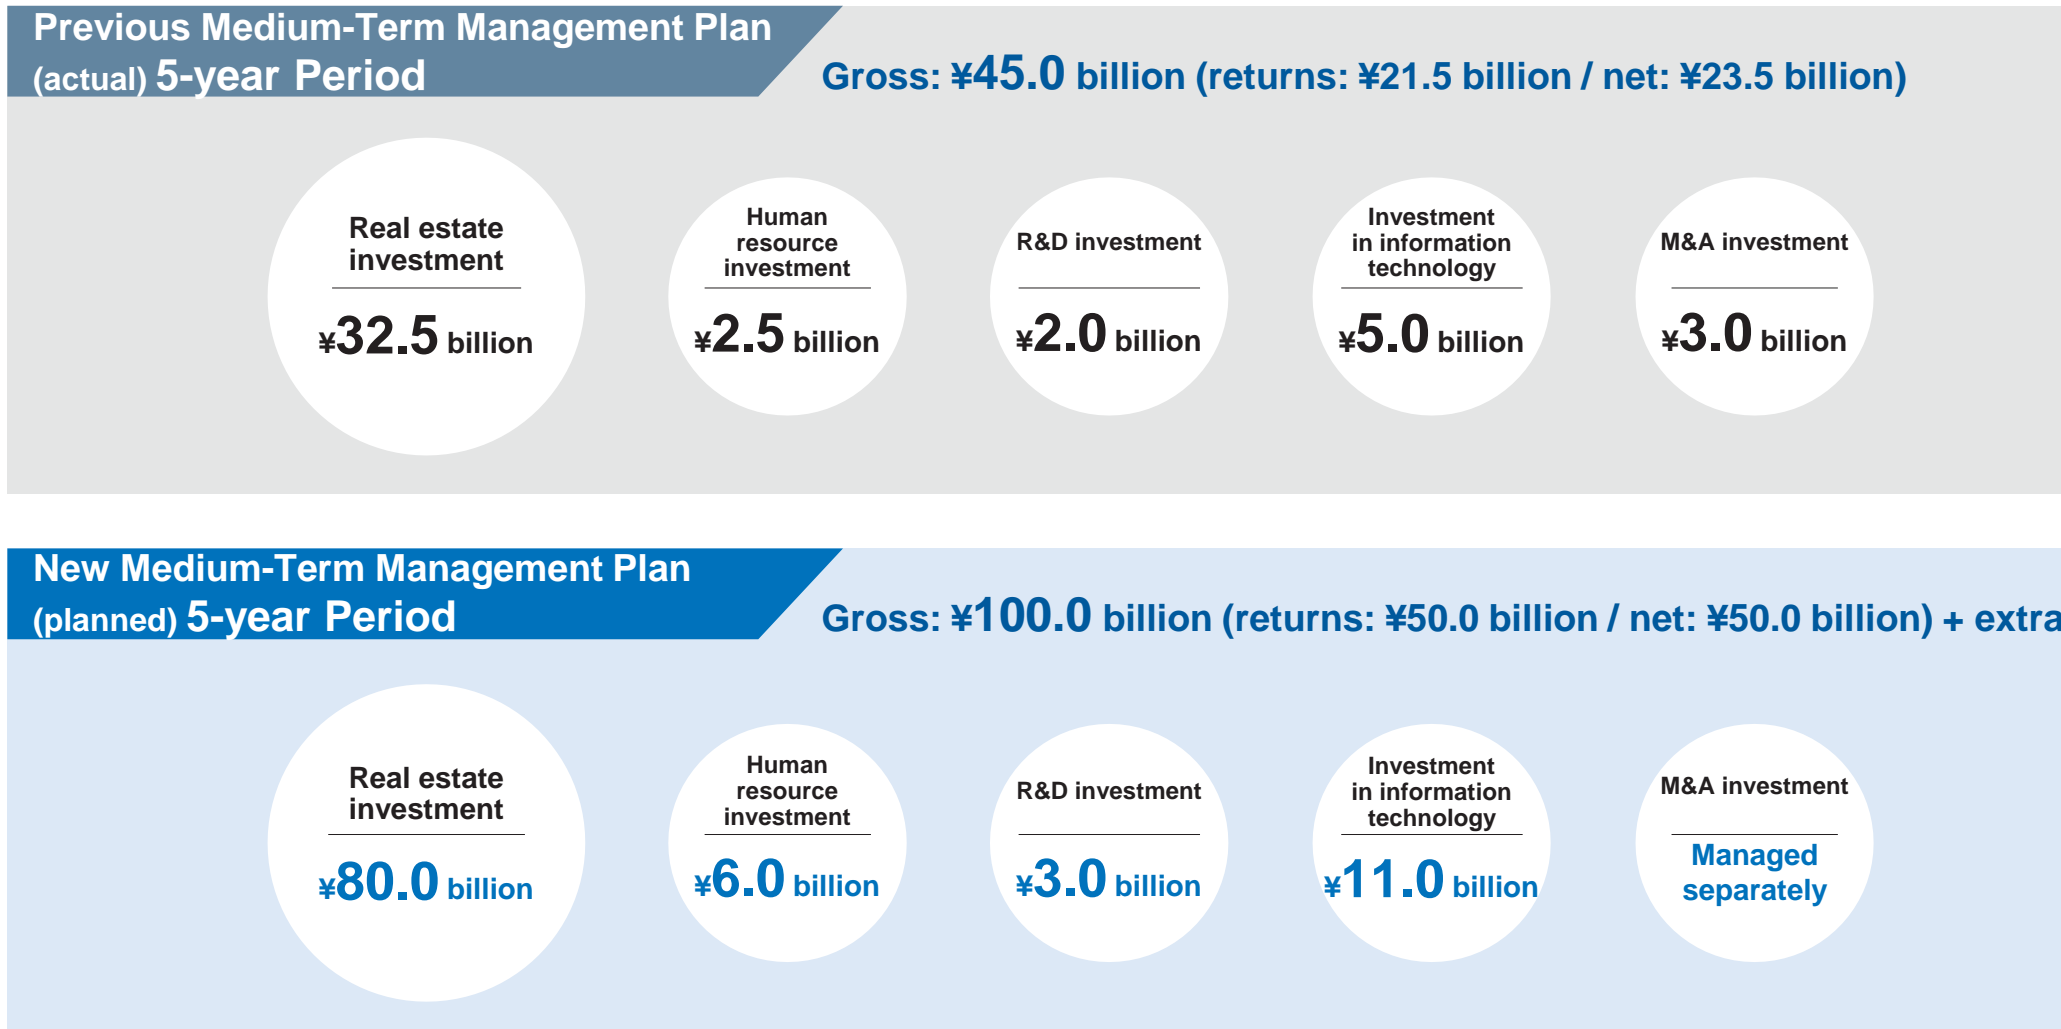 Previous Medium-Term Management Plan
(actual) 5-year Period
Gross: ¥45.0 billion (returns: ¥21.5 billion / net: ¥23.5 billion)
Real estate
investment
¥32.5 billion
Human
resource
investment
¥2.5 billion
R&D investment
¥2.0 billion
Investment
in information
technology
¥5.0 billion
M&A investment
¥3.0 billion
New Medium-Term Management Plan
(planned) 5-year Period
Gross: ¥100.0 billion (returns: ¥50.0 billion / net: ¥50.0 billion) + extra
Real estate
investment
¥80.0 billion
Human
resource
investment
¥6.0 billion
R&D investment
¥3.0 billion
Investment
in information
technology
¥11.0 billion
M&A investment
Managed
separately